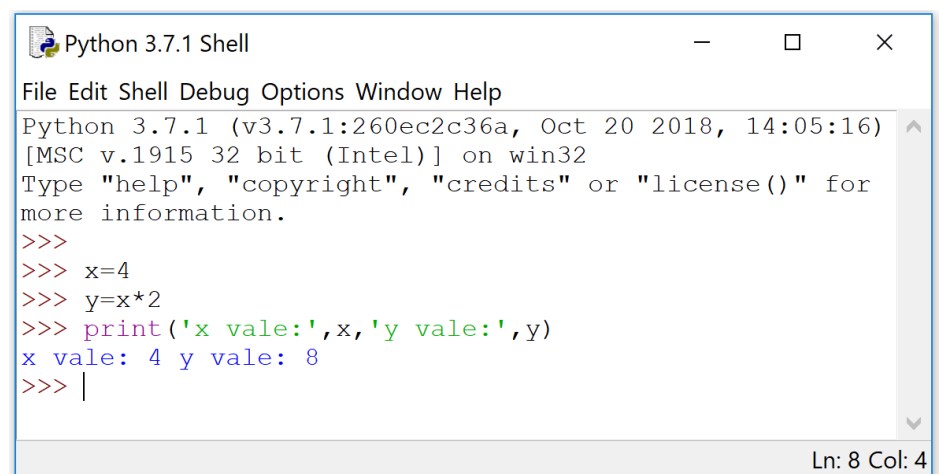 Python 3.7.1 Shell
File Edit Shell Debug Options Window Help
Python 3.7.1 (v3.7.1:260ec2c36a, Oct 20 2018, 14:05:16)
[MSC v.1915 32 bit (Intel)] on win32
Type "help", "copyright", "credits" or "license()" for
more information.
>>>
>>> x=4
>>> y=x*2
>>> print('x vale:',x,'y vale:',y)
x vale: 4 y vale: 8
>>>
Ln: 8 Col: 4